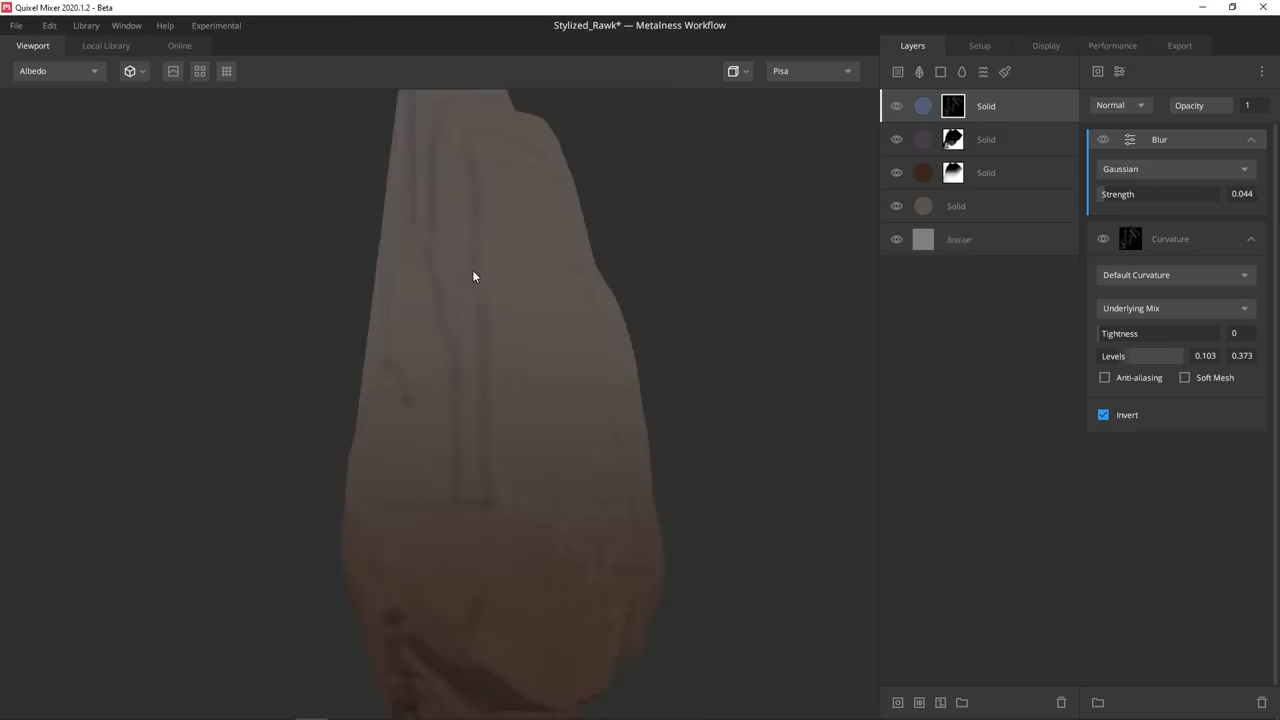 Quixel Mixer 2020.1.2 - Beta
File Edit Library Window Help Experimental
Stylized_Rawk* — Metalness Workflow
Viewport Local Library Online
Layers Setup Display Performance Export
Albedo
Pisa
Solid
Solid
Solid
Solid
Base Layer
Normal
Opacity 1
Blur
Gaussian
Strength 0.044
Curvature
Default Curvature
Underlying Mix
Tightness 0
Levels 0.103 0.373
Anti-aliasing Soft Mesh
Invert